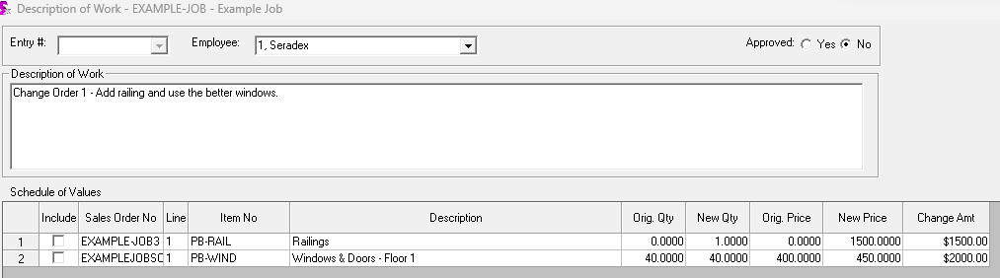 Description of Work - EXAMPLE-JOB - Example Job
Entry #: Employee: 1, Seradex Approved: Yes No
Description of Work
Change Order 1 - Add railing and use the better windows.
Schedule of Values
Include Sales Order No Line Item No Description Orig. Qty New Qty Orig. Price New Price Change Amt
1 EXAMPLE-JOB3 1 PB-RAIL Railings 0.0000 1.0000 0.0000 1500.0000 $1500.00
2 EXAMPLEJOBSC 1 PB-WIND Windows & Doors - Floor 1 40.0000 40.0000 400.0000 450.0000 $2000.00